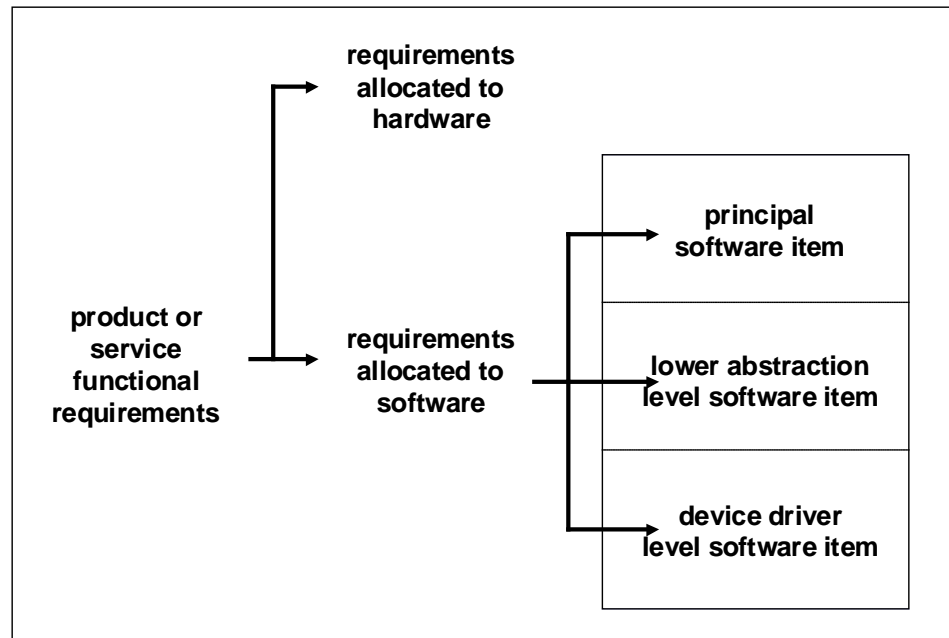 requirements
allocated to
hardware
product or
service
functional
requirements
requirements
allocated to
software
principal
software item
lower abstraction
level software item
device driver
level software item